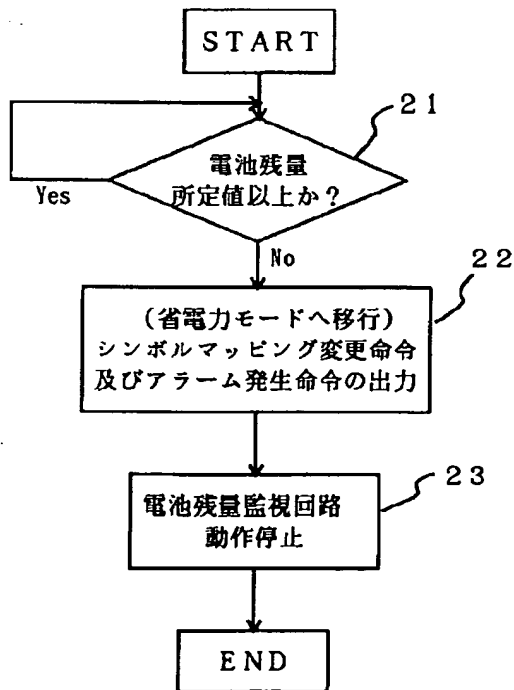 START
21
電池残量
所定値以上か？
Yes
No
22
(省電力モードへ移行)
シンボルマッピング変更命令
及びアラーム発生命令の出力
23
電池残量監視回路
動作停止
END